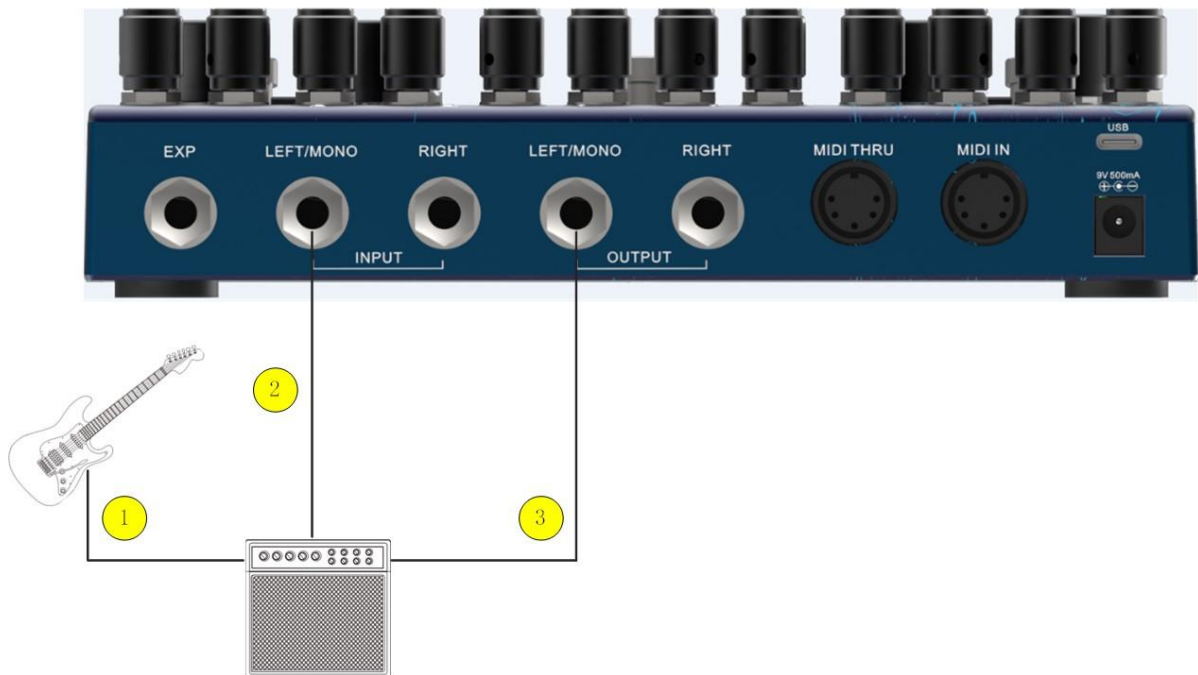 EXP
LEFT/MONO
RIGHT
LEFT/MONO
RIGHT
MIDI THRU
MIDI IN
USB
9V 500mA
INPUT
OUTPUT
2
1
3